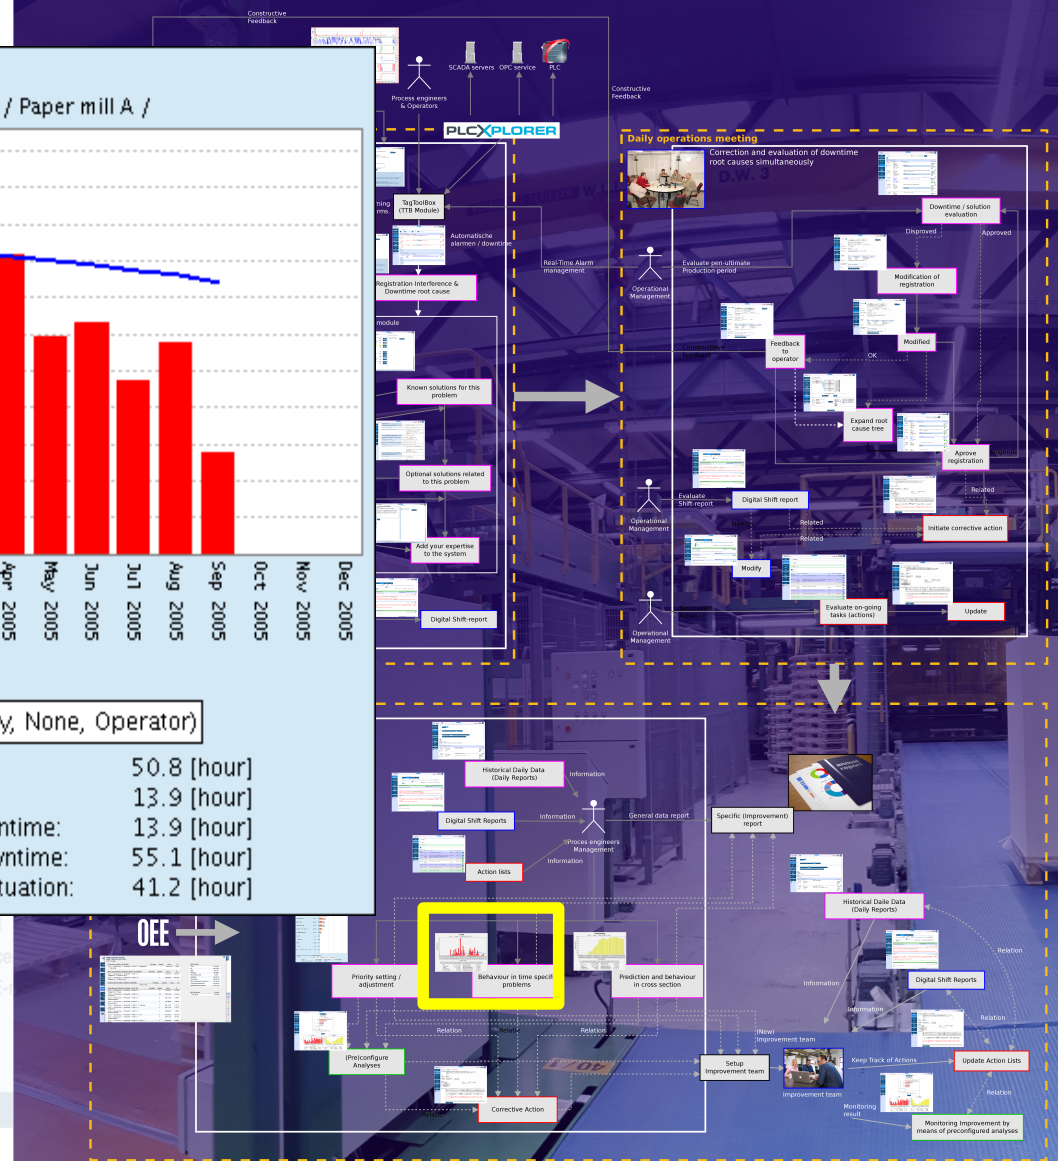 Constructive
Feedback
SCADA servers
OPC service
PLC
Process engineers
& Operators
Constructive
Feedback
PLCXPLORER
/ Paper mill A /
Daily operations meeting
Correction and evaluation of downtime
root causes simultaneously
D.W. 3
TagToolBox
(TTB Module)
Automatische
alarmen / downtime
Real-Time Alarm
management
Registration Interference &
Downtime root cause
module
Known solutions for this
problem
Optional solutions related
to this problem
Add your expertise
to the system
Digital Shift-report
Downtime / solution
evaluation
Disproved
Approved
Evaluate pen-ultimate
Production period
Operational
Management
Modification of
registration
Modified
Constructive
Feedback
Feedback
to
operator
OK
Expand root
cause tree
Aprove
registration
Evaluate
Shift-report
Digital Shift report
Operational
Management
Related
Related
Related
Initiate corrective action
Modify
Evaluate on-going
tasks (actions)
Update
Operational
Management
Apr 2005
May 2005
Jun 2005
Jul 2005
Aug 2005
Sep 2005
Oct 2005
Nov 2005
Dec 2005
y, None, Operator)
50.8 [hour]
13.9 [hour]
ntime: 13.9 [hour]
wntime: 55.1 [hour]
tuation: 41.2 [hour]
Historical Daily Data
(Daily Reports)
Information
Digital Shift Reports
Information
General data report
Specific (Improvement)
report
Proces engineers
Management
Information
Action lists
OEE
Historical Daile Data
(Daily Reports)
Priority setting /
adjustment
Behaviour in time specif
problems
Prediction and behaviour
in cross section
Relation
Digital Shift Reports
Information
Information
Relation
Relation
Relation
(New)
Improvement team
(Pre)configure
Analyses
Setup
Improvement team
Keep Track of Actions
Update Action Lists
Improvement team
Relation
Corrective Action
Monitoring
result
Monitoring Improvement by
means of preconfigured analyses